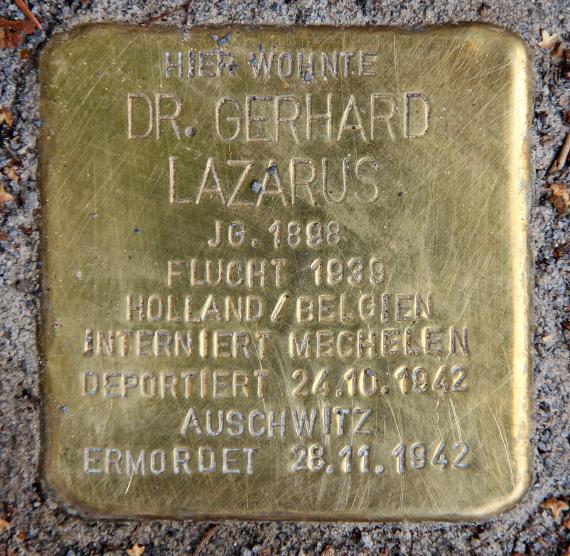 HIER WOHNTE
DR. GERHARD
LAZARUS
JG. 1898
FLUCHT 1939
HOLLAND/BELGIEN
INTERNIERT MECHELEN
DEPORTIERT 24.10.1942
AUSCHWITZ
ERMORDET 28.11.1942